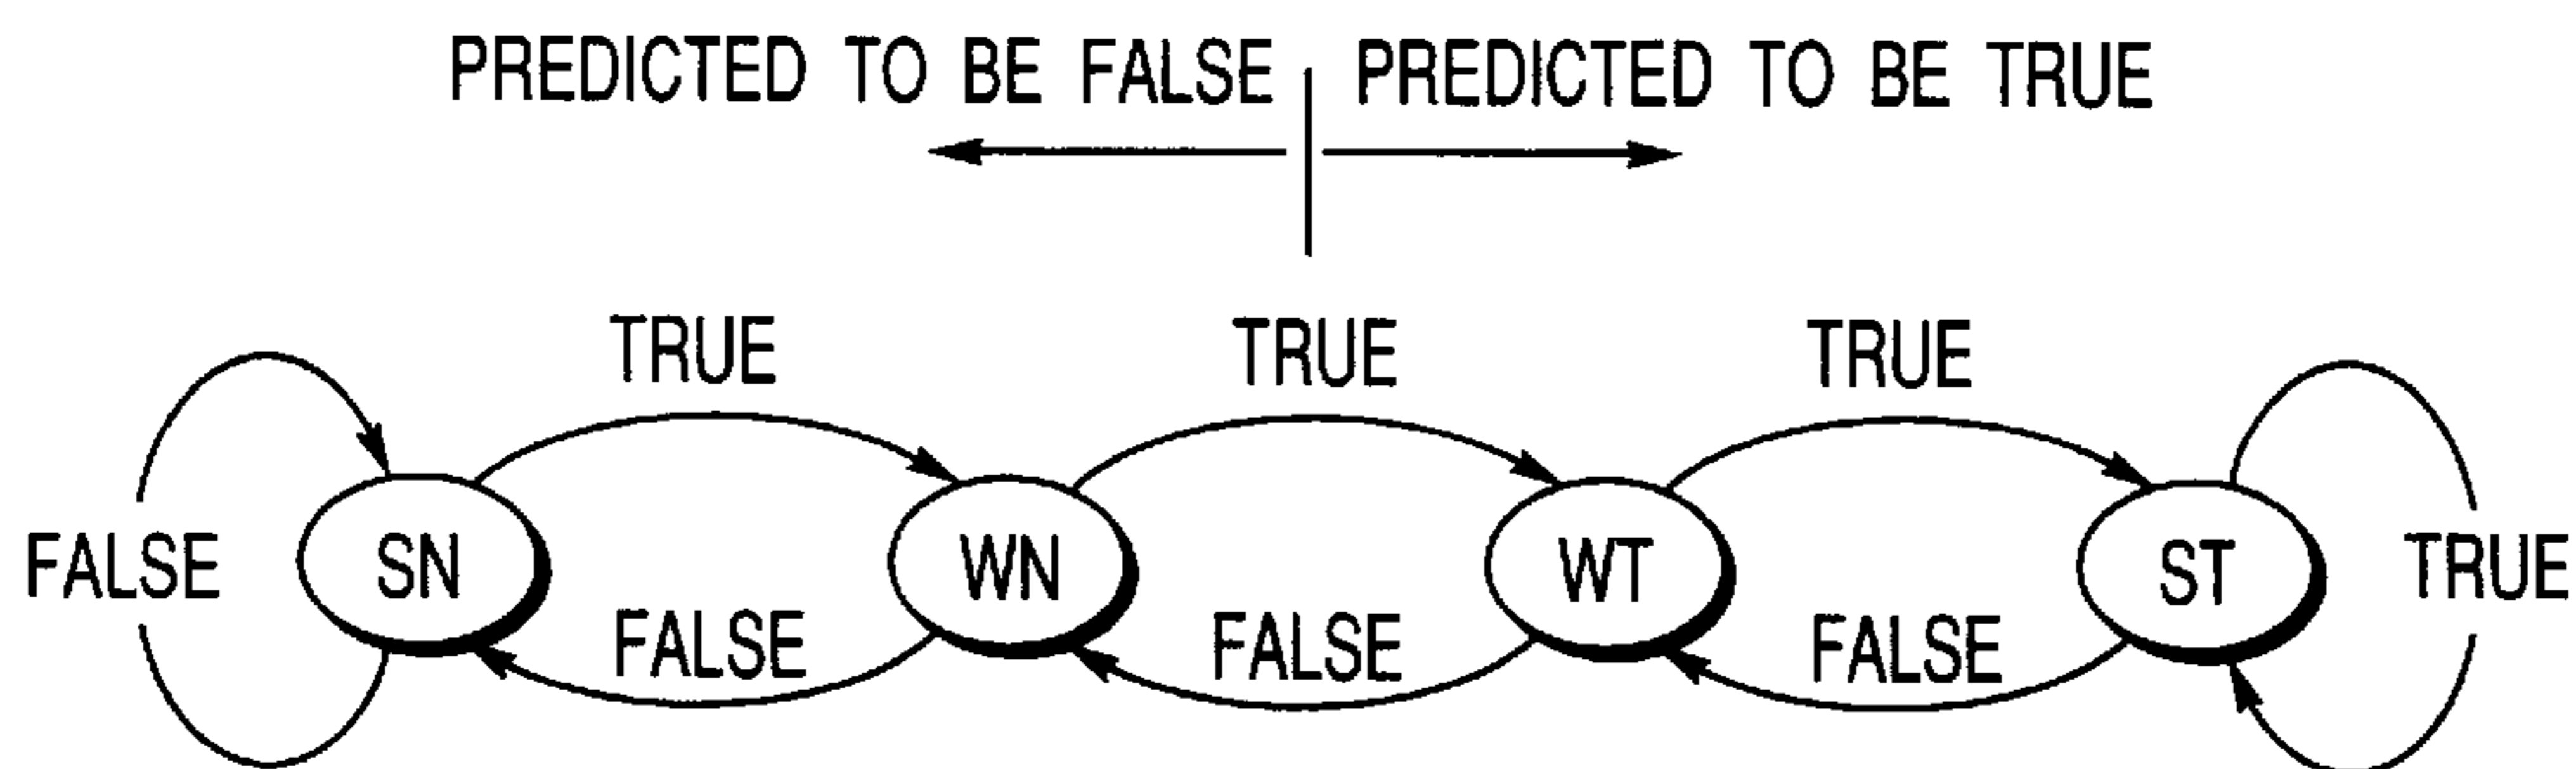 PREDICTED TO BE FALSE PREDICTED TO BE TRUE
TRUE TRUE TRUE
FALSE SN WN WT ST TRUE
FALSE FALSE FALSE